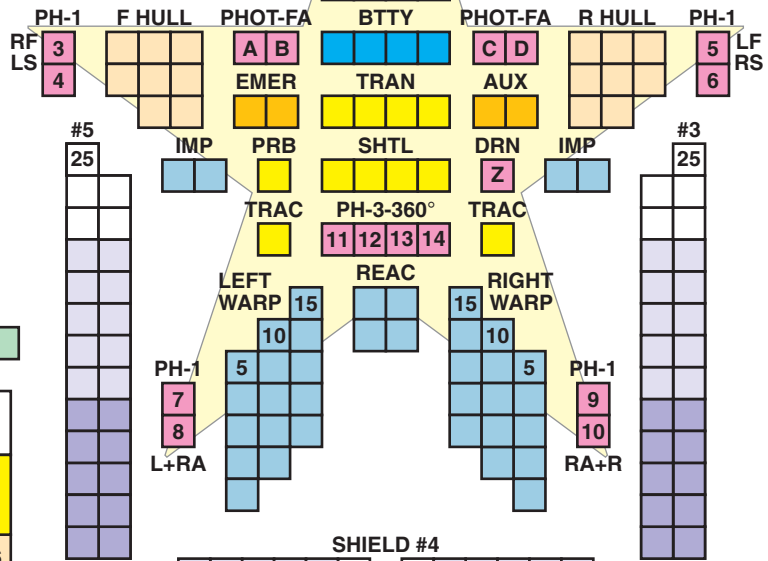 PH-1 F HULL PHOT-FA BTTY PHOT-FA R HULL PH-1
RF 3 A B C D 5 LF
LS 4 6 RS
EMER TRAN AUX
#5 #3
25 IMP PRB SHTL DRN IMP 25
Z
TRAC PH-3-360° TRAC
11 12 13 14
LEFT REAC RIGHT
WARP 15 15 WARP
10 10
PH-1 5 5 PH-1
7 9
8 10
L+RA RA+R
SHIELD #4